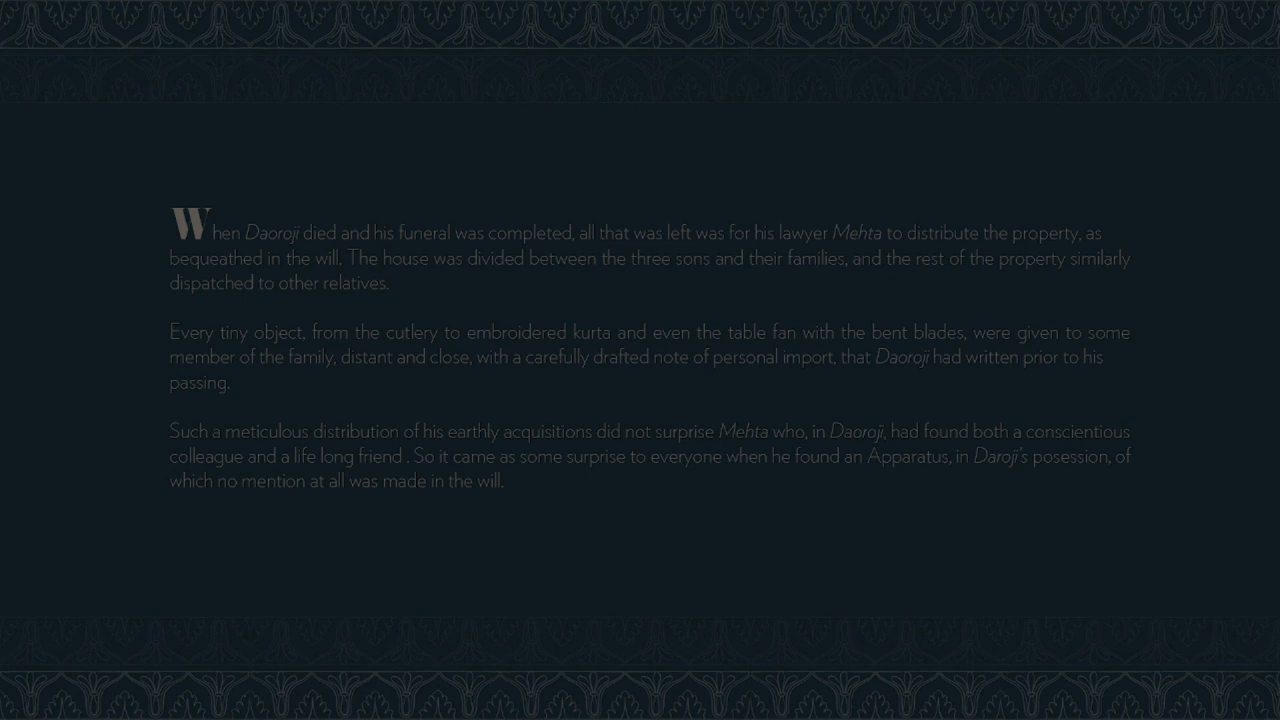 When Daoroji died and his funeral was completed, all that was left was for his lawyer Mehta to distribute the property, as
bequeathed in the will. The house was divided between the three sons and their families, and the rest of the property similarly
dispatched to other relatives.
Every tiny object, from the cutlery to embroidered kurta and even the table fan with the bent blades, were given to some
member of the family, distant and close, with a carefully drafted note of personal import, that Daoroji had written prior to his
passing.
Such a meticulous distribution of his earthly acquisitions did not surprise Mehta who, in Daoroji, had found both a conscientious
colleague and a life long friend . So it came as some surprise to everyone when he found an Apparatus, in Daroji's posession, of
which no mention at all was made in the will.